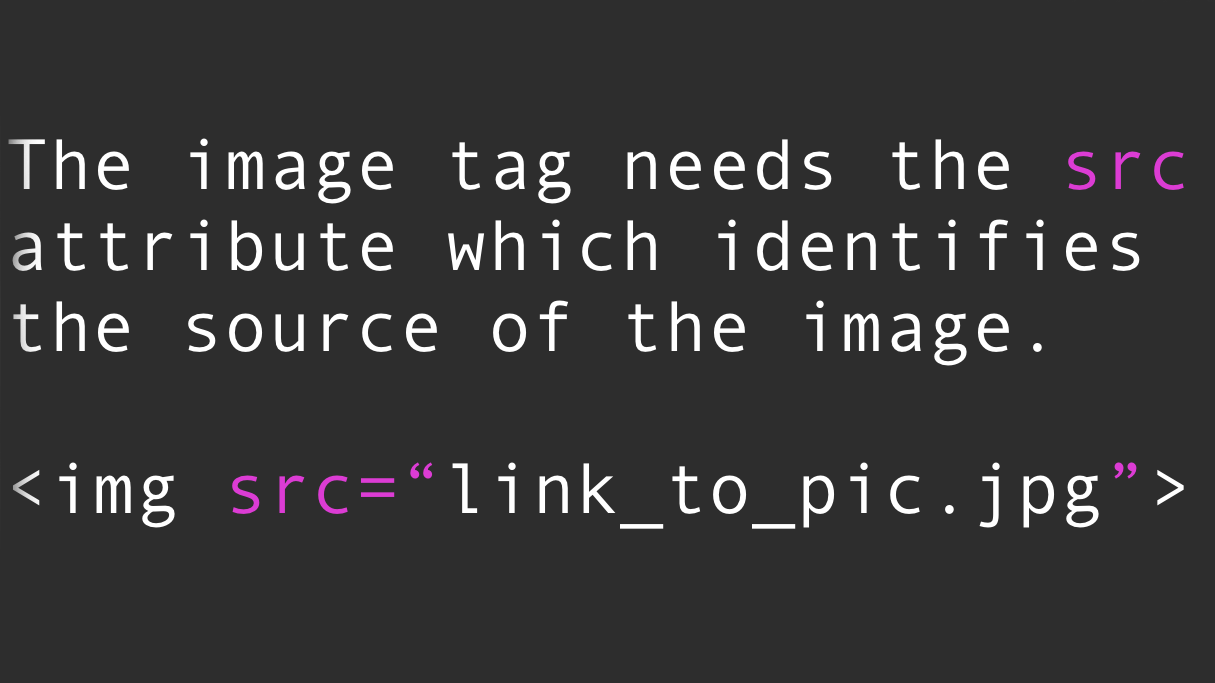 The image tag needs the src
attribute which identifies
the source of the image.
<img src=“link_to_pic.jpg”>